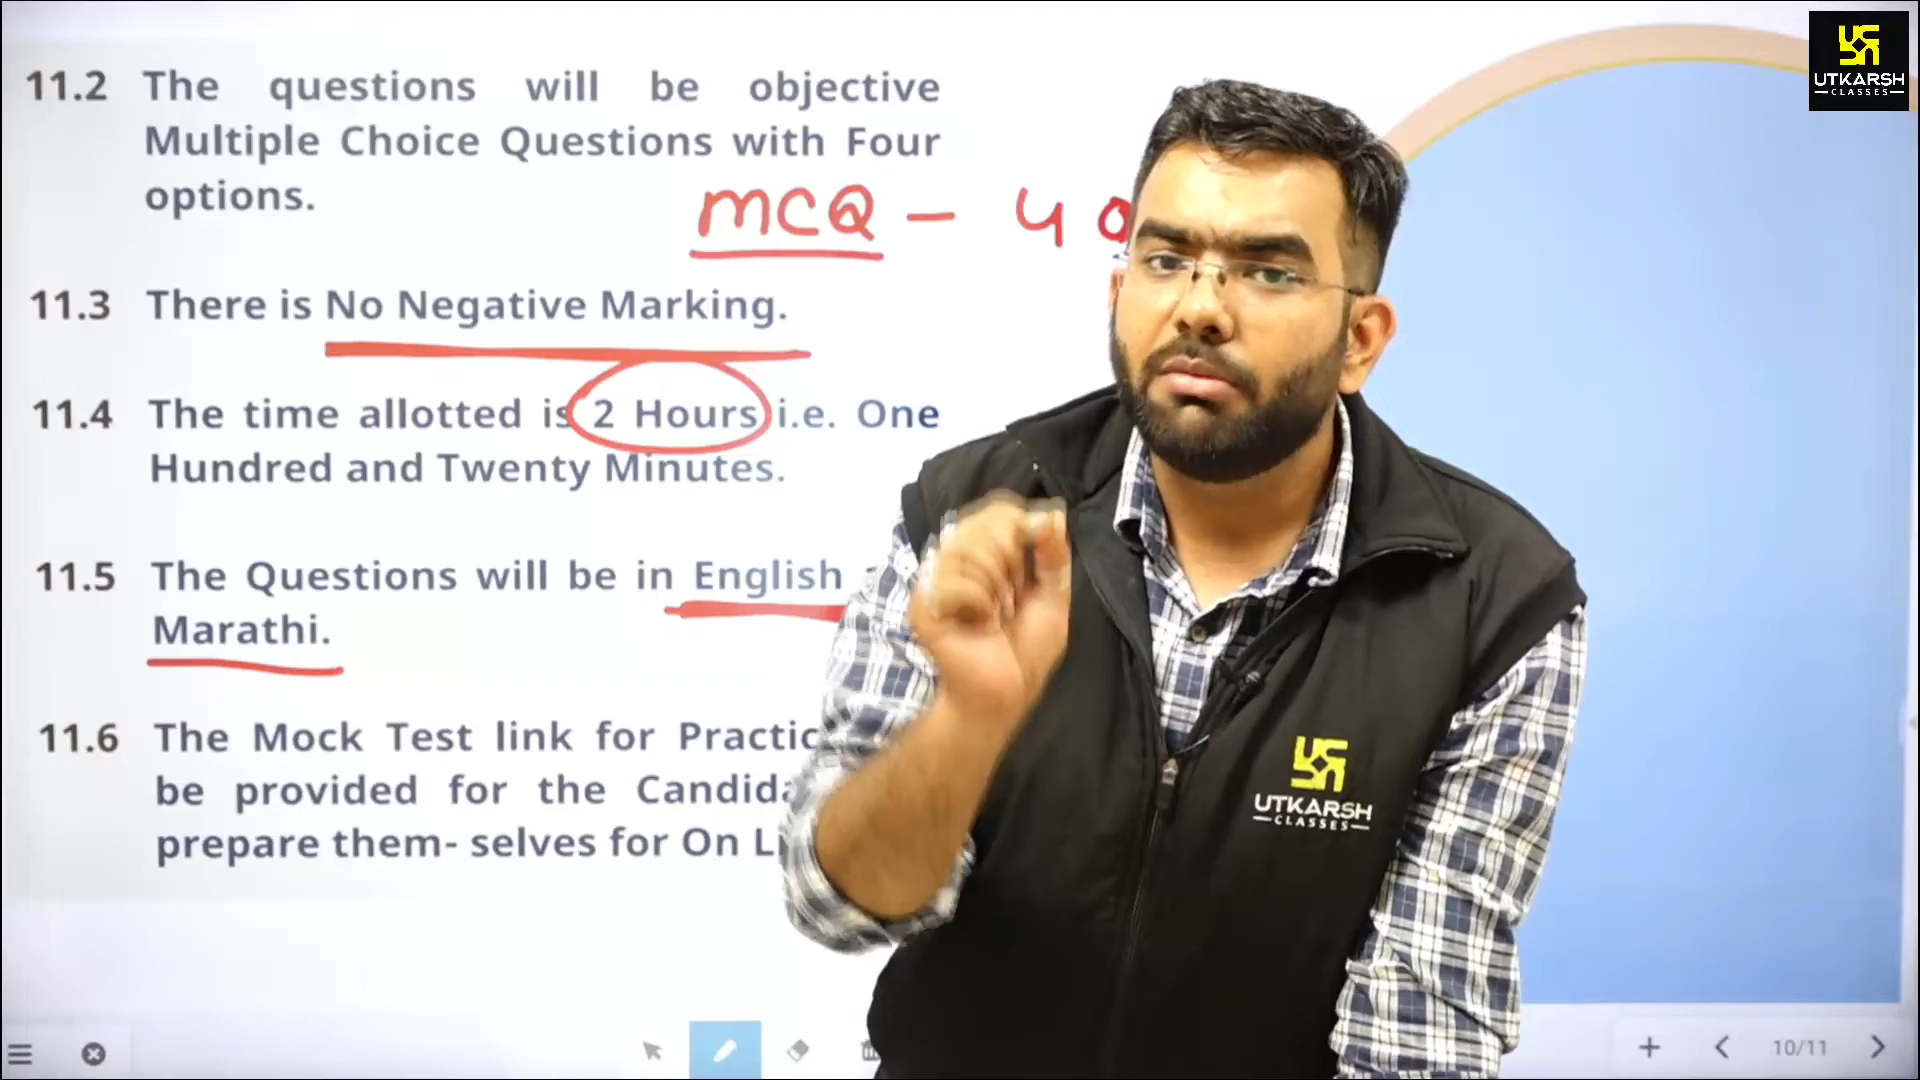 11.2 The questions will be objective
Multiple Choice Questions with Four
options.
MCQ - 4
11.3 There is No Negative Marking.
11.4 The time allotted is 2 Hours i.e. One
Hundred and Twenty Minutes.
11.5 The Questions will be in English
Marathi.
11.6 The Mock Test link for
be provided for the
prepare them- selves for On
UTKARSH
CLASSES
UTKARSH
CLASSES
10/11